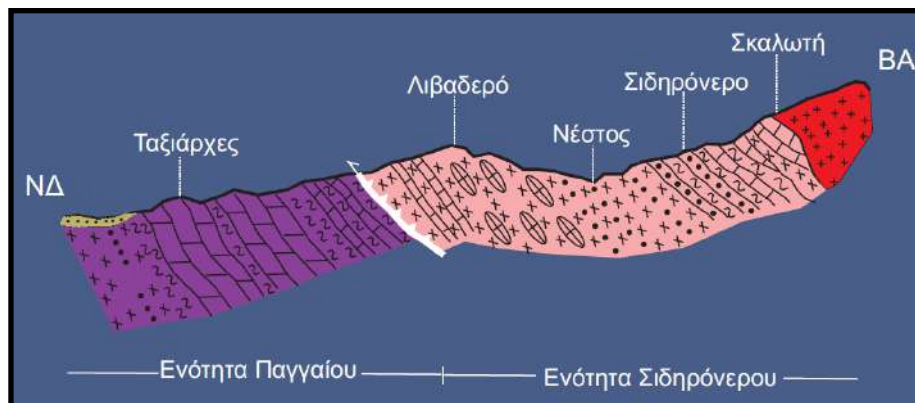 Σκαλωτή
ΒΑ
Σιδηρόνερο
Λιβαδερό
Νέστος
Ταξιάρχες
ΝΔ
Ενότητα Παγγαίου
Ενότητα Σιδηρόνερου